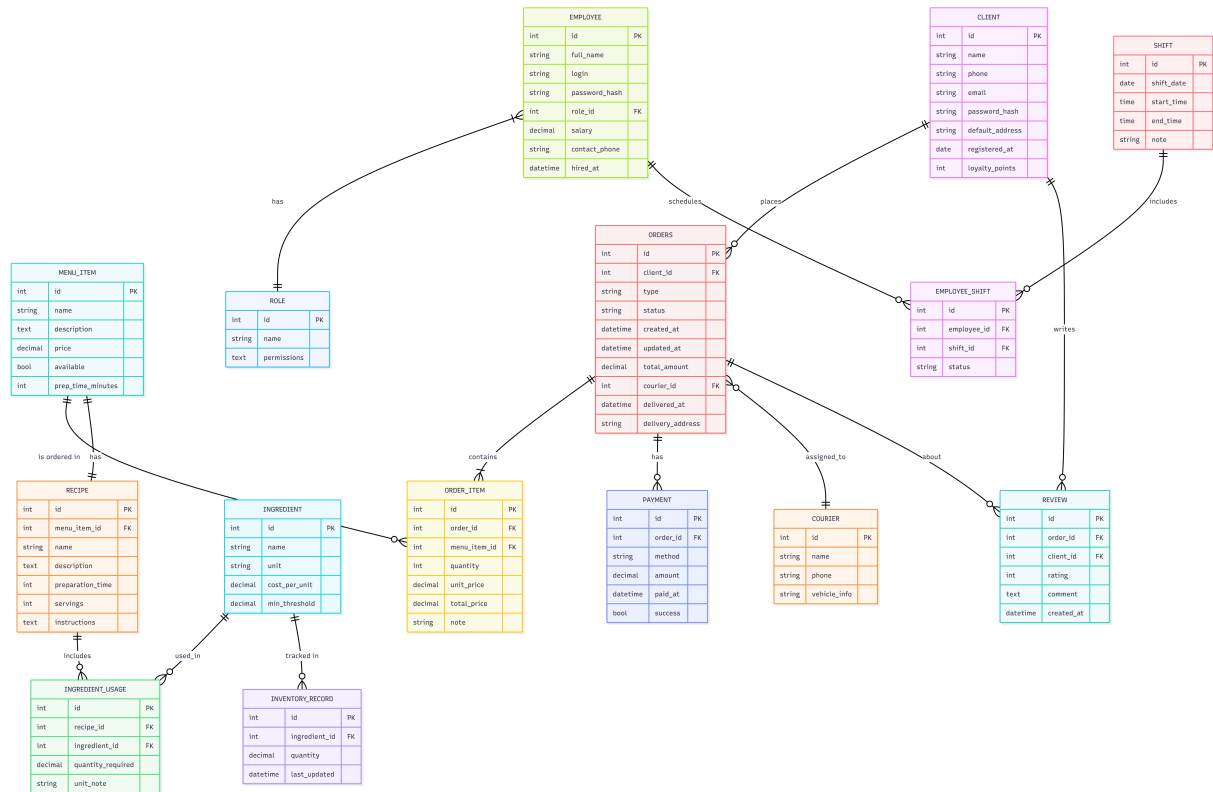 EMPLOYEE
int id PK
string full_name
string login
string password_hash
int role_id FK
decimal salary
string contact_phone
datetime hired_at
CLIENT
int id PK
string name
string phone
string email
string password_hash
string default_address
date registered_at
int loyalty_points
SHIFT
int id PK
date shift_date
time start_time
time end_time
string note
has
schedules
places
includes
ORDERS
int id PK
int client_id FK
string type
string status
datetime created_at
datetime updated_at
decimal total_amount
int courier_id FK
datetime delivered_at
string delivery_address
MENU_ITEM
int id PK
string name
text description
decimal price
bool available
int prep_time_minutes
ROLE
int id PK
string name
text permissions
EMPLOYEE_SHIFT
int id PK
int employee_id FK
int shift_id FK
string status
writes
is ordered in
has
contains
has
assigned_to
about
RECIPE
int id PK
int menu_item_id FK
string name
text description
int preparation_time
int servings
text instructions
INGREDIENT
int id PK
string name
string unit
decimal cost_per_unit
decimal min_threshold
ORDER_ITEM
int id PK
int order_id FK
int menu_item_id FK
int quantity
decimal unit_price
decimal total_price
string note
PAYMENT
int id PK
int order_id FK
string method
decimal amount
datetime paid_at
bool success
COURIER
int id PK
string name
string phone
string vehicle_info
REVIEW
int id PK
int order_id FK
int client_id FK
int rating
text comment
datetime created_at
includes
used_in
tracked in
INGREDIENT_USAGE
int id PK
int recipe_id FK
int ingredient_id FK
decimal quantity_required
string unit_note
INVENTORY_RECORD
int id PK
int ingredient_id FK
decimal quantity
datetime last_updated